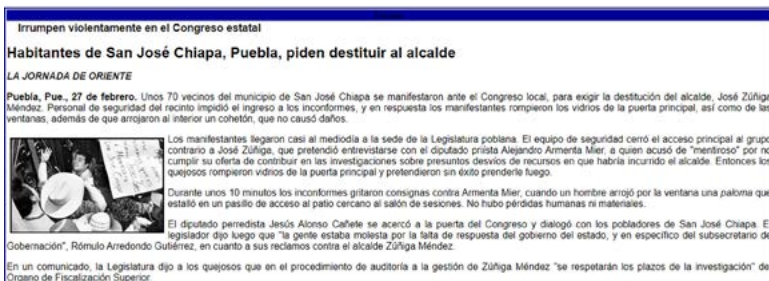 Irrumpen violentamente en el Congreso estatal
Habitantes de San José Chiapa, Puebla, piden destituir al alcalde
LA JORNADA DE ORIENTE
Puebla, Pue., 27 de febrero. Unos 70 vecinos del municipio de San José Chiapa se manifestaron ante el Congreso local, para exigir la destitución del alcalde, José Zúñiga
Méndez. Personal de seguridad del recinto impidió el ingreso a los inconformes, y en respuesta los manifestantes rompieron los vidrios de la puerta principal, así como de las
ventanas, además de que arrojaron al interior un cohetón, que no causó daños.
Los manifestantes llegaron casi al mediodía a la sede de la Legislatura poblana. El equipo de seguridad cerró el acceso principal al grupo
contrario a José Zúñiga, que pretendió entrevistarse con el diputado priísta Alejandro Armenta Mier, a quien acusó de "mentiroso" por no
cumplir su oferta de contribuir en las investigaciones sobre presuntos desvíos de recursos en que habría incurrido el alcalde. Entonces los
quejosos rompieron vidrios de la puerta principal y pretendieron sin éxito prenderle fuego.
Durante unos 10 minutos los inconformes gritaron consignas contra Armenta Mier, cuando un hombre arrojó por la ventana una paloma que
estalló en un pasillo de acceso al patio cercano al salón de sesiones. No hubo pérdidas humanas ni materiales.
El diputado perredista Jesús Alonso Cañete se acercó a la puerta del Congreso y dialogó con los pobladores de San José Chiapa. E
legislador dijo luego que "la gente estaba molesta por la falta de respuesta del gobierno del estado, y en específico del subsecretario de
Gobernación", Rómulo Arredondo Gutiérrez, en cuanto a sus reclamos contra el alcalde Zúñiga Méndez.
En un comunicado, la Legislatura dijo a los quejosos que en el procedimiento de auditoría a la gestión de Zúñiga Méndez "se respetarán los plazos de la investigación" de
Órgano de Fiscalización Superior.